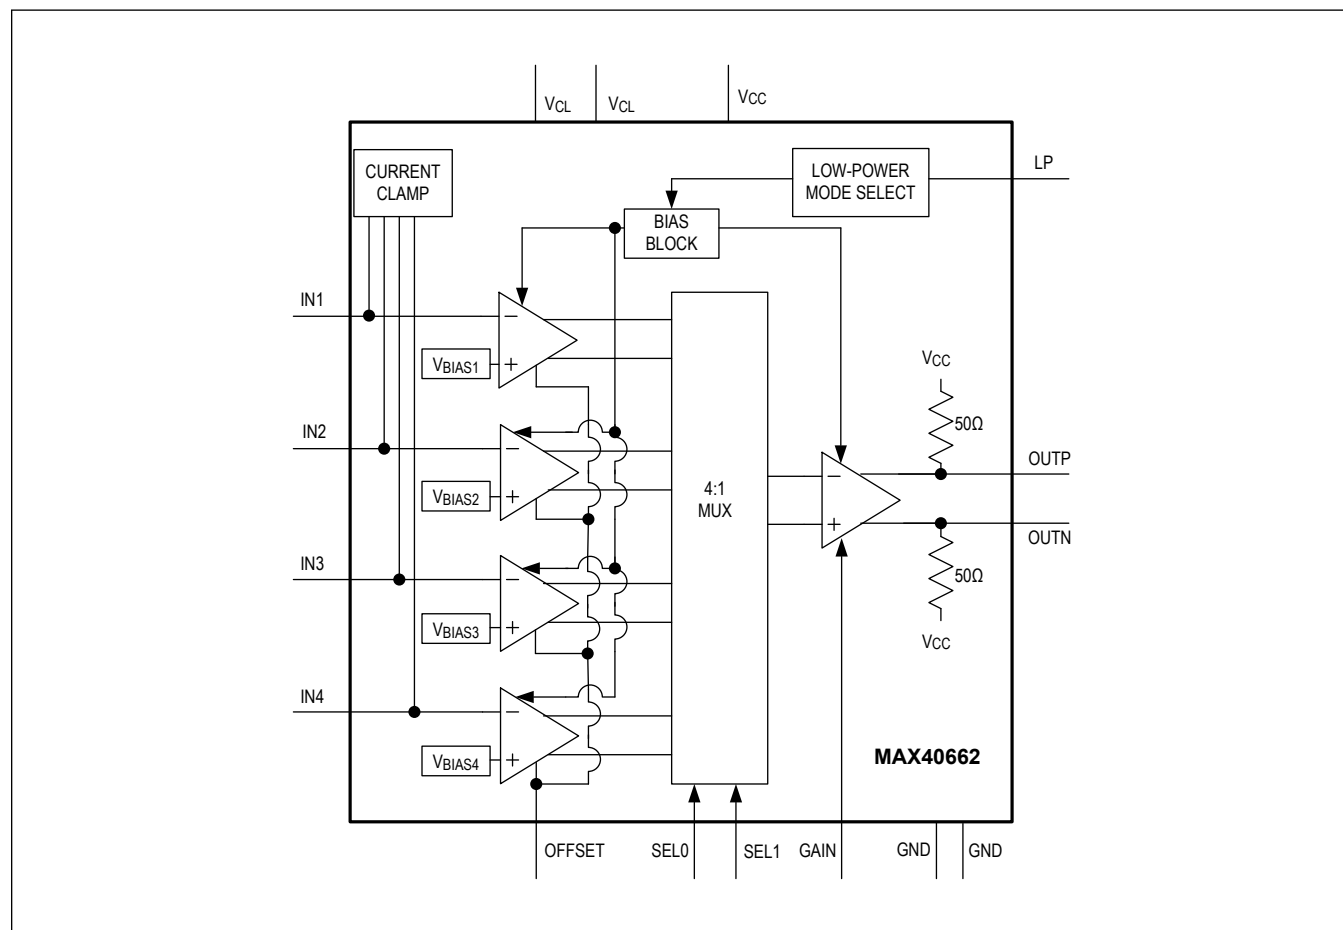 VCL
VCL
VCC
CURRENT
CLAMP
LOW-POWER
MODE SELECT
LP
BIAS
BLOCK
IN1
−
+
VBIAS1
VCC
50Ω
IN2
−
+
VBIAS2
4:1
MUX
−
+
OUTP
OUTN
IN3
−
+
VBIAS3
50Ω
VCC
IN4
−
+
VBIAS4
MAX40662
OFFSET
SEL0
SEL1
GAIN
GND
GND